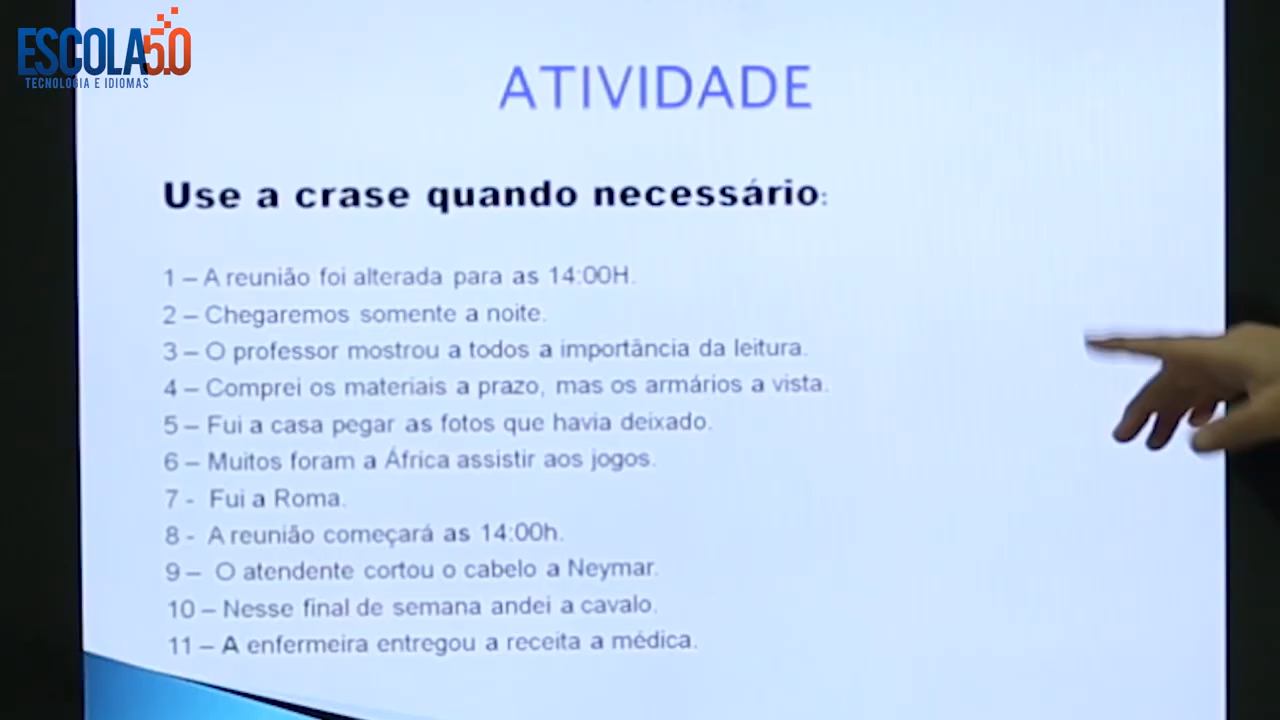 ESCOLA5.0
TECNOLOGIA E IDIOMAS
ATIVIDADE
Use a crase quando necessário:
1 – A reunião foi alterada para as 14:00H.
2 – Chegaremos somente a noite.
3 – O professor mostrou a todos a importância da leitura.
4 – Comprei os materiais a prazo, mas os armários a vista.
5 – Fui a casa pegar as fotos que havia deixado.
6 – Muitos foram a África assistir aos jogos.
7 - Fui a Roma.
8 - A reunião começará as 14:00h.
9 – O atendente cortou o cabelo a Neymar.
10 – Nesse final de semana andei a cavalo.
11 – A enfermeira entregou a receita a médica.